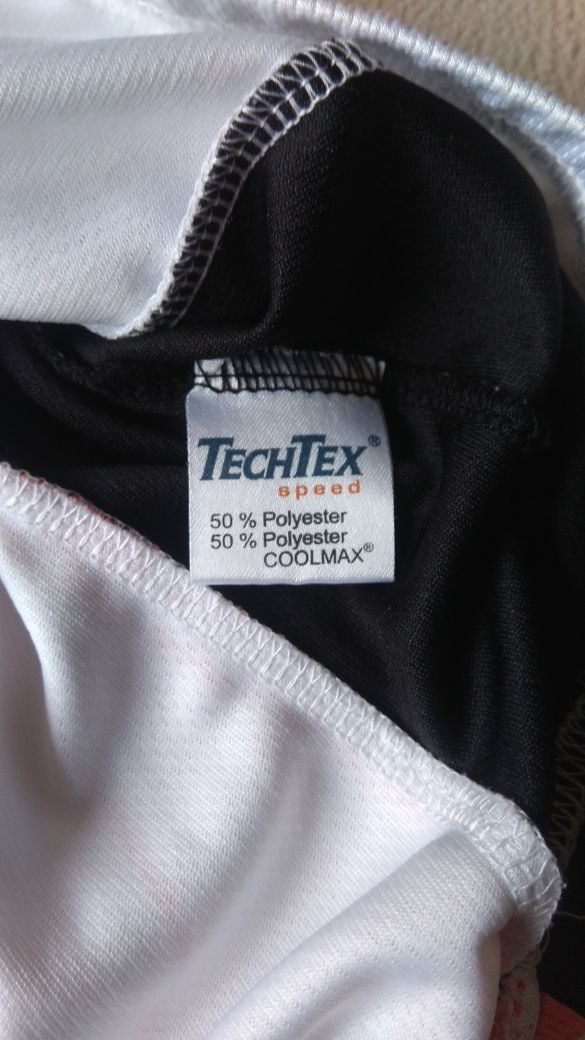 TECHTEX®
speed
50 % Polyester
50 % Polyester
COOLMAX®